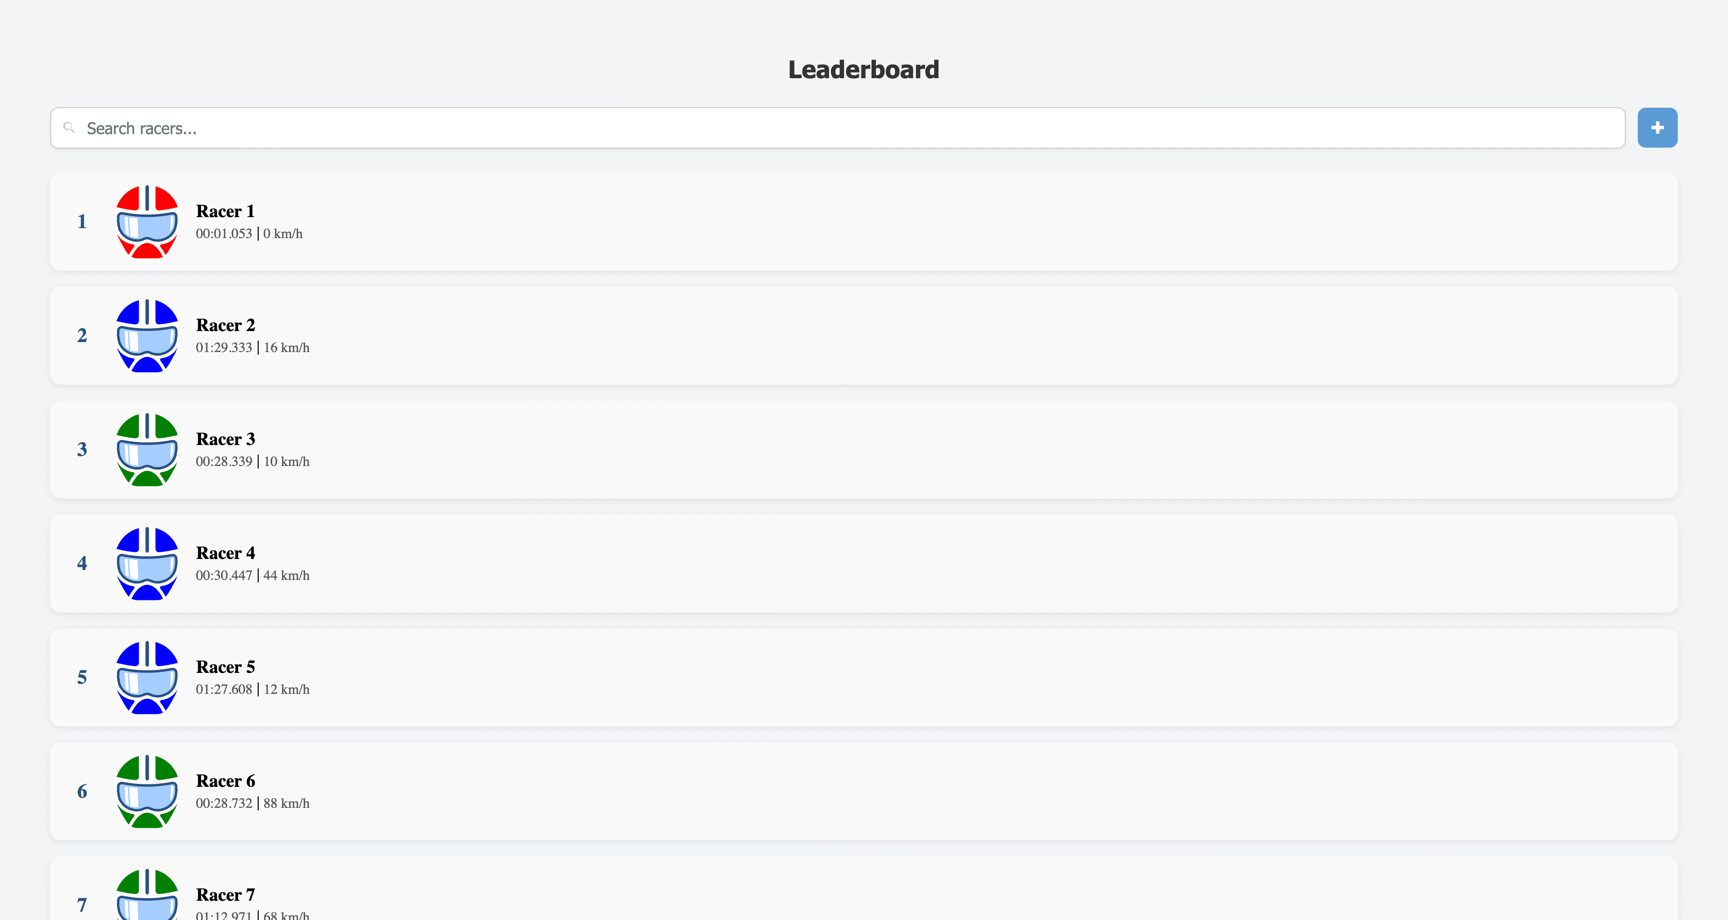 Leaderboard
Search racers...
+
1
Racer 1
00:01.053 | 0 km/h
2
Racer 2
01:29.333 | 16 km/h
3
Racer 3
00:28.339 | 10 km/h
4
Racer 4
00:30.447 | 44 km/h
5
Racer 5
01:27.608 | 12 km/h
6
Racer 6
00:28.732 | 88 km/h
7
Racer 7
01:12.971 | 68 km/h